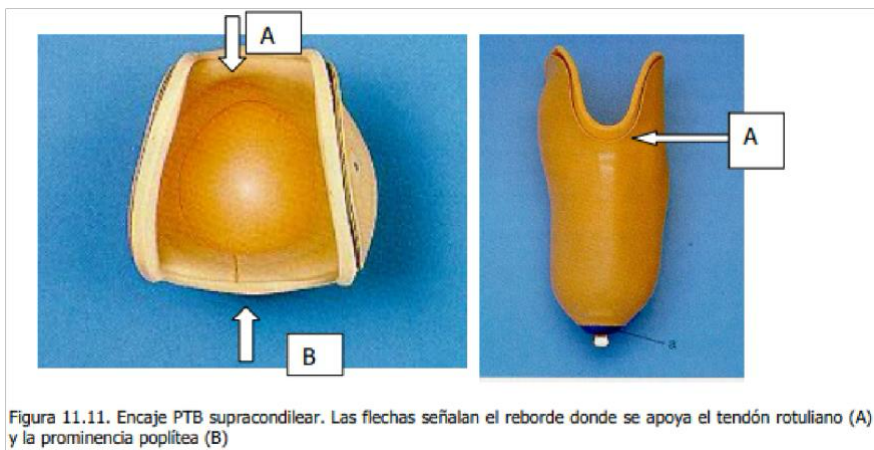 A
B
A
a
Figura 11.11. Encaje PTB supracondilear. Las flechas señalan el reborde donde se apoya el tendón rotuliano (A)
y la prominencia poplítea (B)